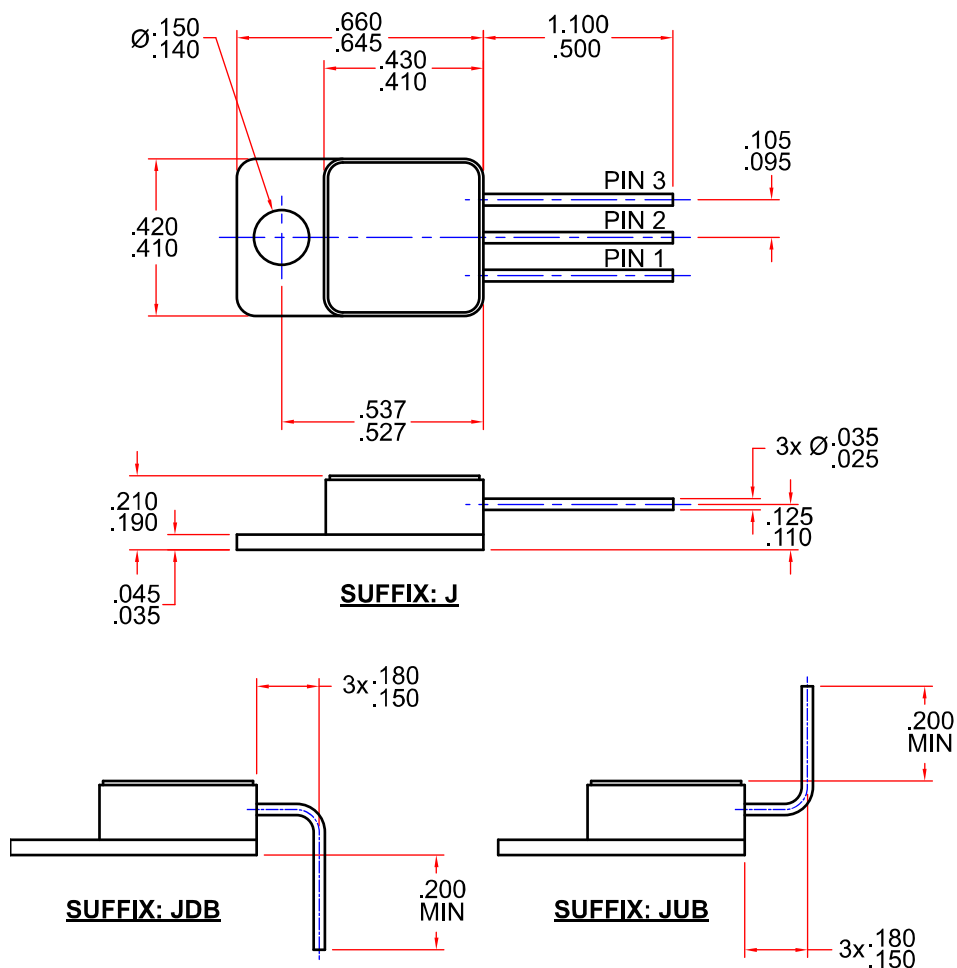 Ø.150
.140
.660
.645
1.100
.500
.430
.410
.105
.095
PIN 3
PIN 2
PIN 1
.420
.410
.537
.527
3x Ø.035
.025
.210
.190
.125
.110
.045
.035
SUFFIX: J
3x.180
.150
.200
MIN
.200
MIN
SUFFIX: JDB
SUFFIX: JUB
3x.180
.150